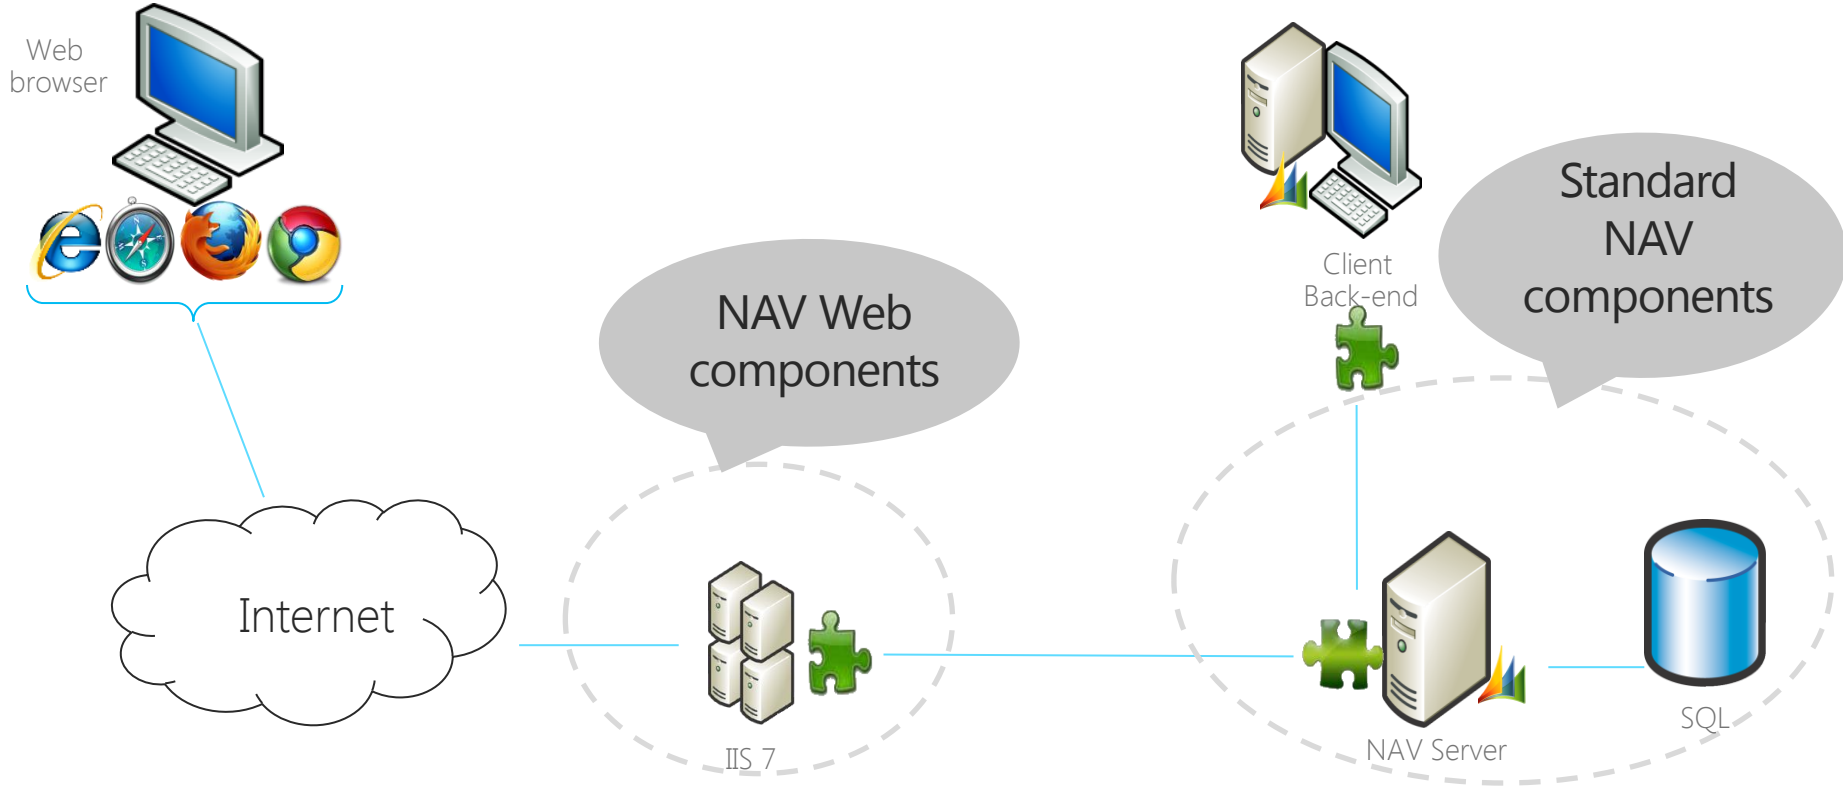 Web
browser
Client
Back-end
Standard
NAV
components
NAV Web
components
Internet
IIS 7
NAV Server
SQL